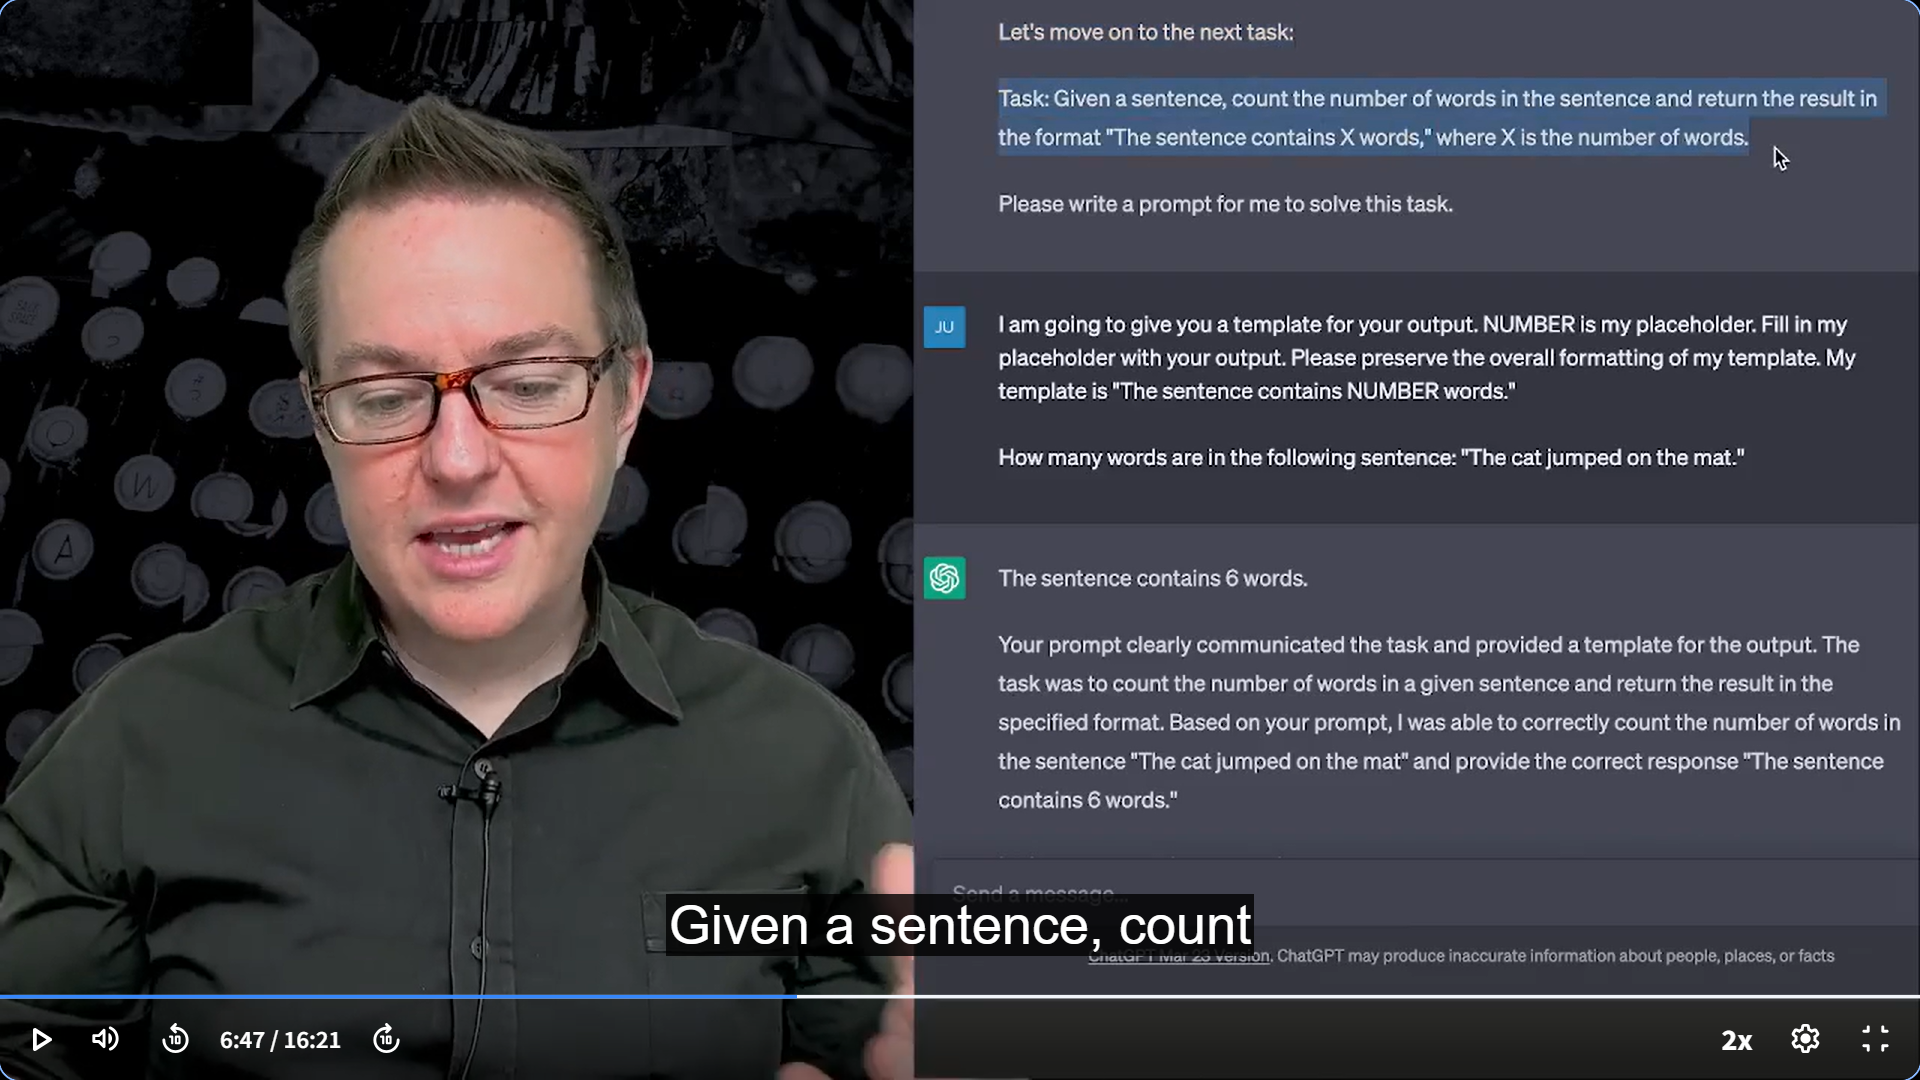 Let's move on to the next task:
Task: Given a sentence, count the number of words in the sentence and return the result in
the format "The sentence contains X words," where X is the number of words.
Please write a prompt for me to solve this task.
JU
I am going to give you a template for your output. NUMBER is my placeholder. Fill in my
placeholder with your output. Please preserve the overall formatting of my template. My
template is "The sentence contains NUMBER words."
How many words are in the following sentence: "The cat jumped on the mat."
The sentence contains 6 words.
Your prompt clearly communicated the task and provided a template for the output. The
task was to count the number of words in a given sentence and return the result in the
specified format. Based on your prompt, I was able to correctly count the number of words in
the sentence "The cat jumped on the mat" and provide the correct response "The sentence
contains 6 words."
Send a message...
Given a sentence, count
ChatGPT Mar 23 Version. ChatGPT may produce inaccurate information about people, places, or facts
10
6:47 / 16:21
10
2x
W
A